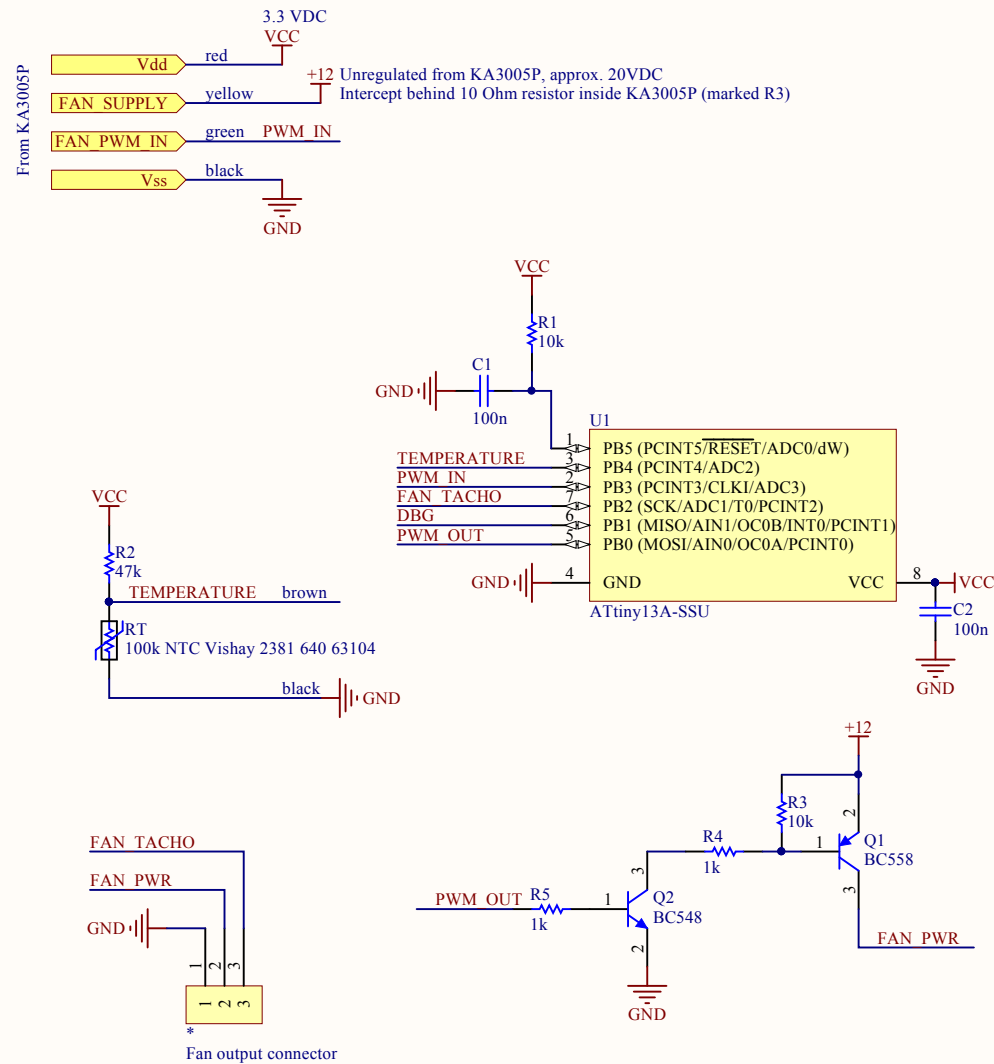 3.3 VDC
VCC
From KA3005P
Vdd
red
+12
Unregulated from KA3005P, approx. 20VDC
Intercept behind 10 Ohm resistor inside KA3005P (marked R3)
FAN_SUPPLY
yellow
FAN_PWM_IN
green
PWM_IN
Vss
black
GND
VCC
R1
10k
C1
GND
100n
U1
1
PB5 (PCINT5/RESET/ADC0/dW)
TEMPERATURE
3
PB4 (PCINT4/ADC2)
PWM_IN
2
PB3 (PCINT3/CLKI/ADC3)
FAN_TACHO
7
PB2 (SCK/ADC1/T0/PCINT2)
DBG
6
PB1 (MISO/AIN1/OC0B/INT0/PCINT1)
PWM_OUT
5
PB0 (MOSI/AIN0/OC0A/PCINT0)
GND
4
GND
VCC
8
VCC
ATtiny13A-SSU
C2
100n
GND
VCC
R2
47k
TEMPERATURE
brown
RT
100k NTC Vishay 2381 640 63104
black
GND
+12
R3
10k
2
R4
1k
1
Q1
BC558
3
FAN_PWR
PWM_OUT
R5
1k
1
3
Q2
BC548
2
GND
FAN_TACHO
FAN_PWR
GND
1
2
3
1
2
3
*
Fan output connector